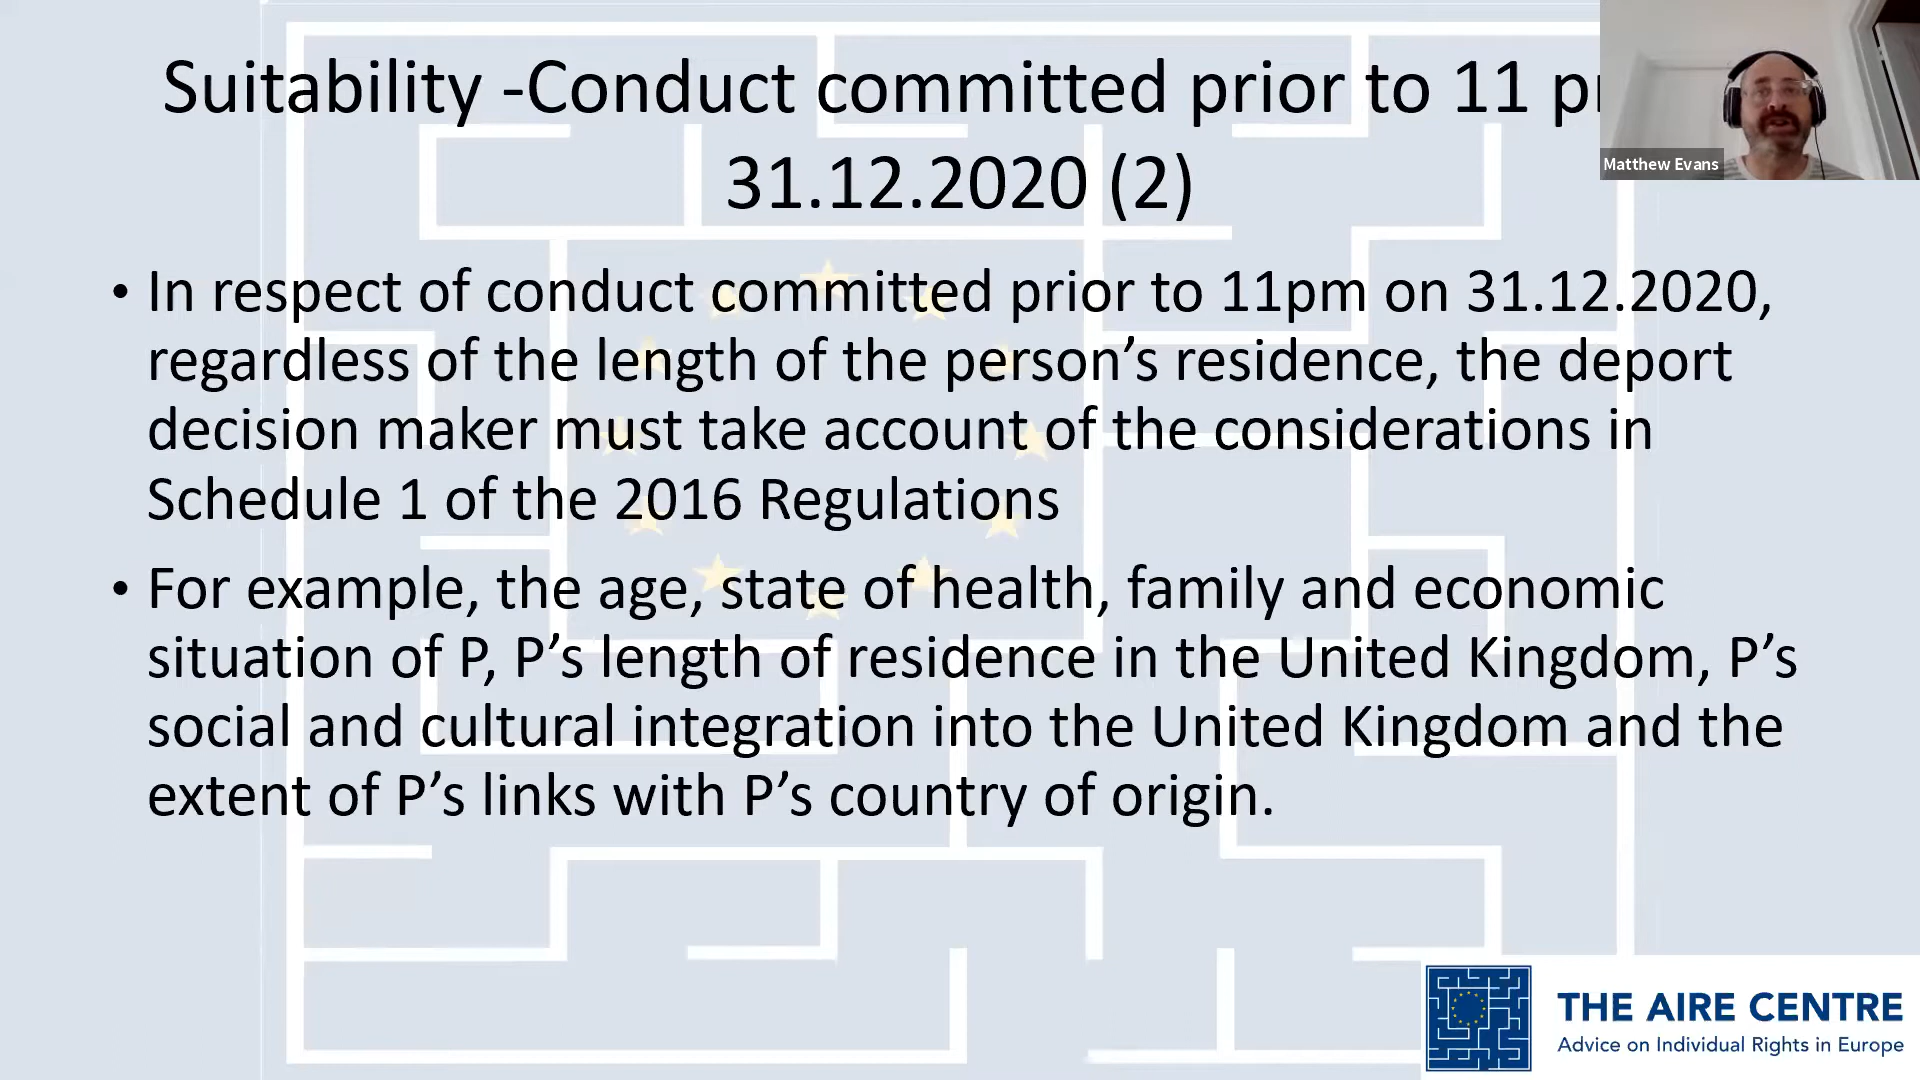 Suitability -Conduct committed prior to 11
31.12.2020 (2)
Matthew Evans
• In respect of conduct committed prior to 11pm on 31.12.2020,
regardless of the length of the person’s residence, the deport
decision maker must take account of the considerations in
Schedule 1 of the 2016 Regulations
• For example, the age, state of health, family and economic
situation of P, P’s length of residence in the United Kingdom, P’s
social and cultural integration into the United Kingdom and the
extent of P’s links with P’s country of origin.
THE AIRE CENTRE
Advice on Individual Rights in Europe